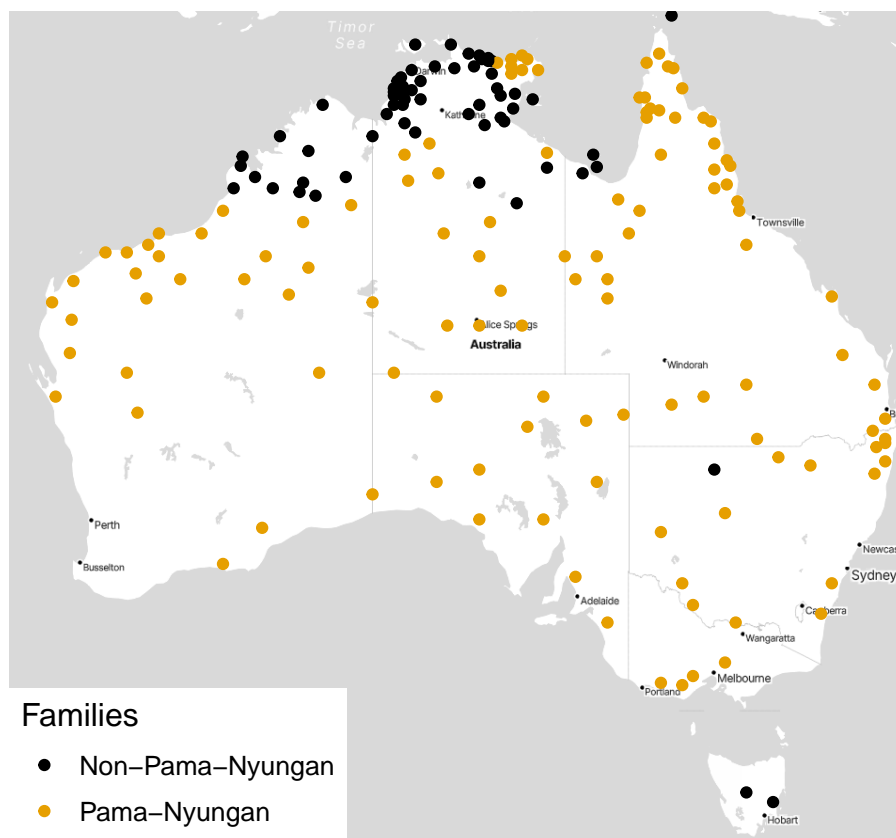 Timor
Sea
Darwin
Katherine
Townsville
Alice Springs
Australia
Windorah
B
Perth
Busselton
Newcas
Sydney
Adelaide
Canberra
Wangaratta
Melbourne
Portland
Families
Non−Pama−Nyungan
Pama−Nyungan
Hobart